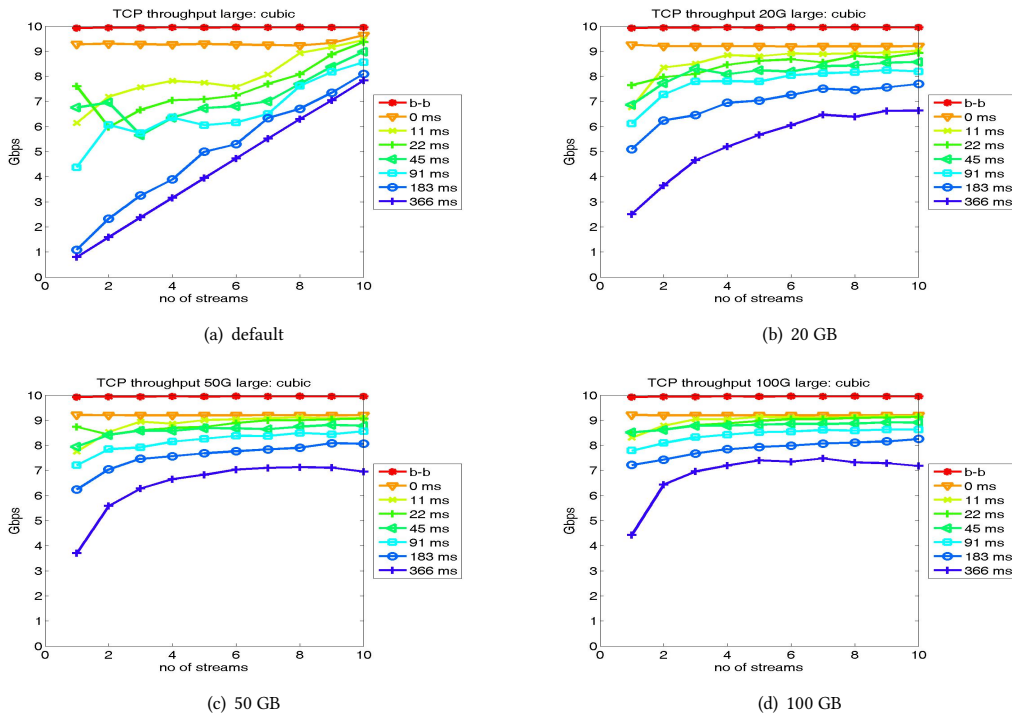 TCP throughput large: cubic
10
9
8
7
6
5
4
3
2
1
0
Gbps
0 2 4 6 8 10
no of streams
b-b
0 ms
11 ms
22 ms
45 ms
91 ms
183 ms
366 ms
(a) default
TCP throughput 20G large: cubic
10
9
8
7
6
5
4
3
2
1
0
Gbps
0 2 4 6 8 10
no of streams
b-b
0 ms
11 ms
22 ms
45 ms
91 ms
183 ms
366 ms
(b) 20 GB
TCP throughput 50G large: cubic
10
9
8
7
6
5
4
3
2
1
0
Gbps
0 2 4 6 8 10
no of streams
b-b
0 ms
11 ms
22 ms
45 ms
91 ms
183 ms
366 ms
(c) 50 GB
TCP throughput 100G large: cubic
10
9
8
7
6
5
4
3
2
1
0
Gbps
0 2 4 6 8 10
no of streams
b-b
0 ms
11 ms
22 ms
45 ms
91 ms
183 ms
366 ms
(d) 100 GB